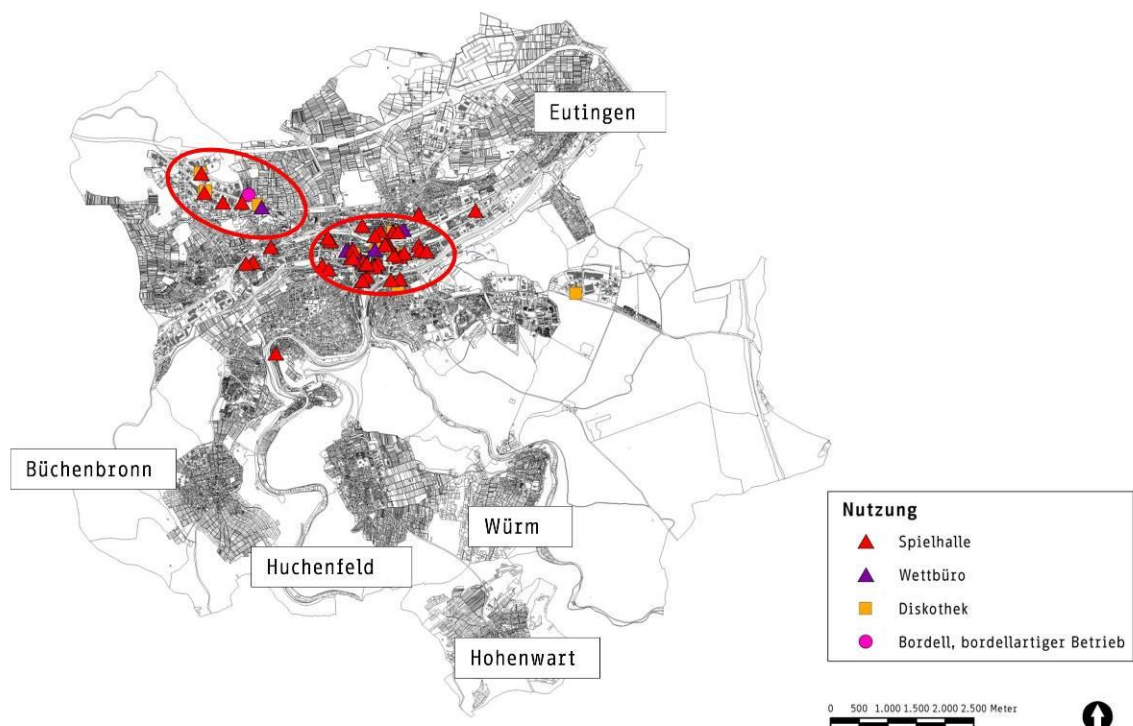 Eutingen
Büchenbronn
Würm
Huchenfeld
Hohenwart
Nutzung
Spielhalle
Wettbüro
Diskothek
Bordell, bordellartiger Betrieb
0 500 1.000 1.500 2.000 2.500 Meter